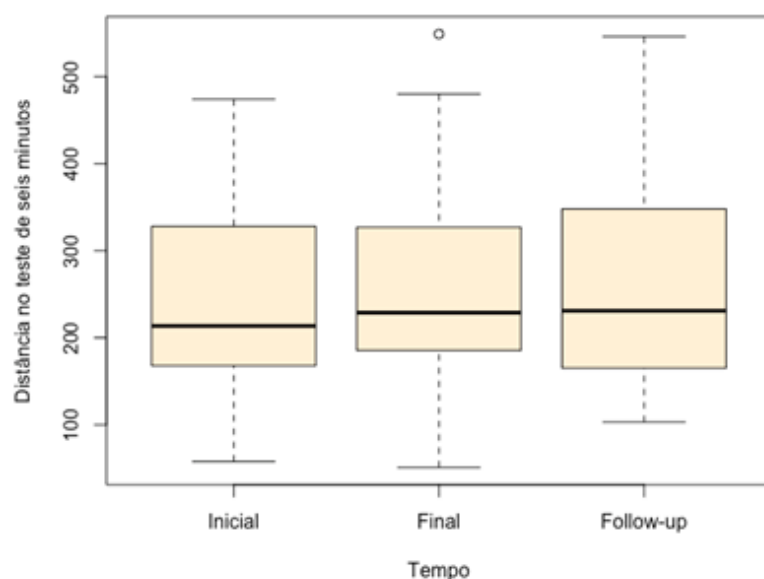 Distância no teste de seis minutos
500
400
300
200
100
Inicial
Final
Follow-up
Tempo